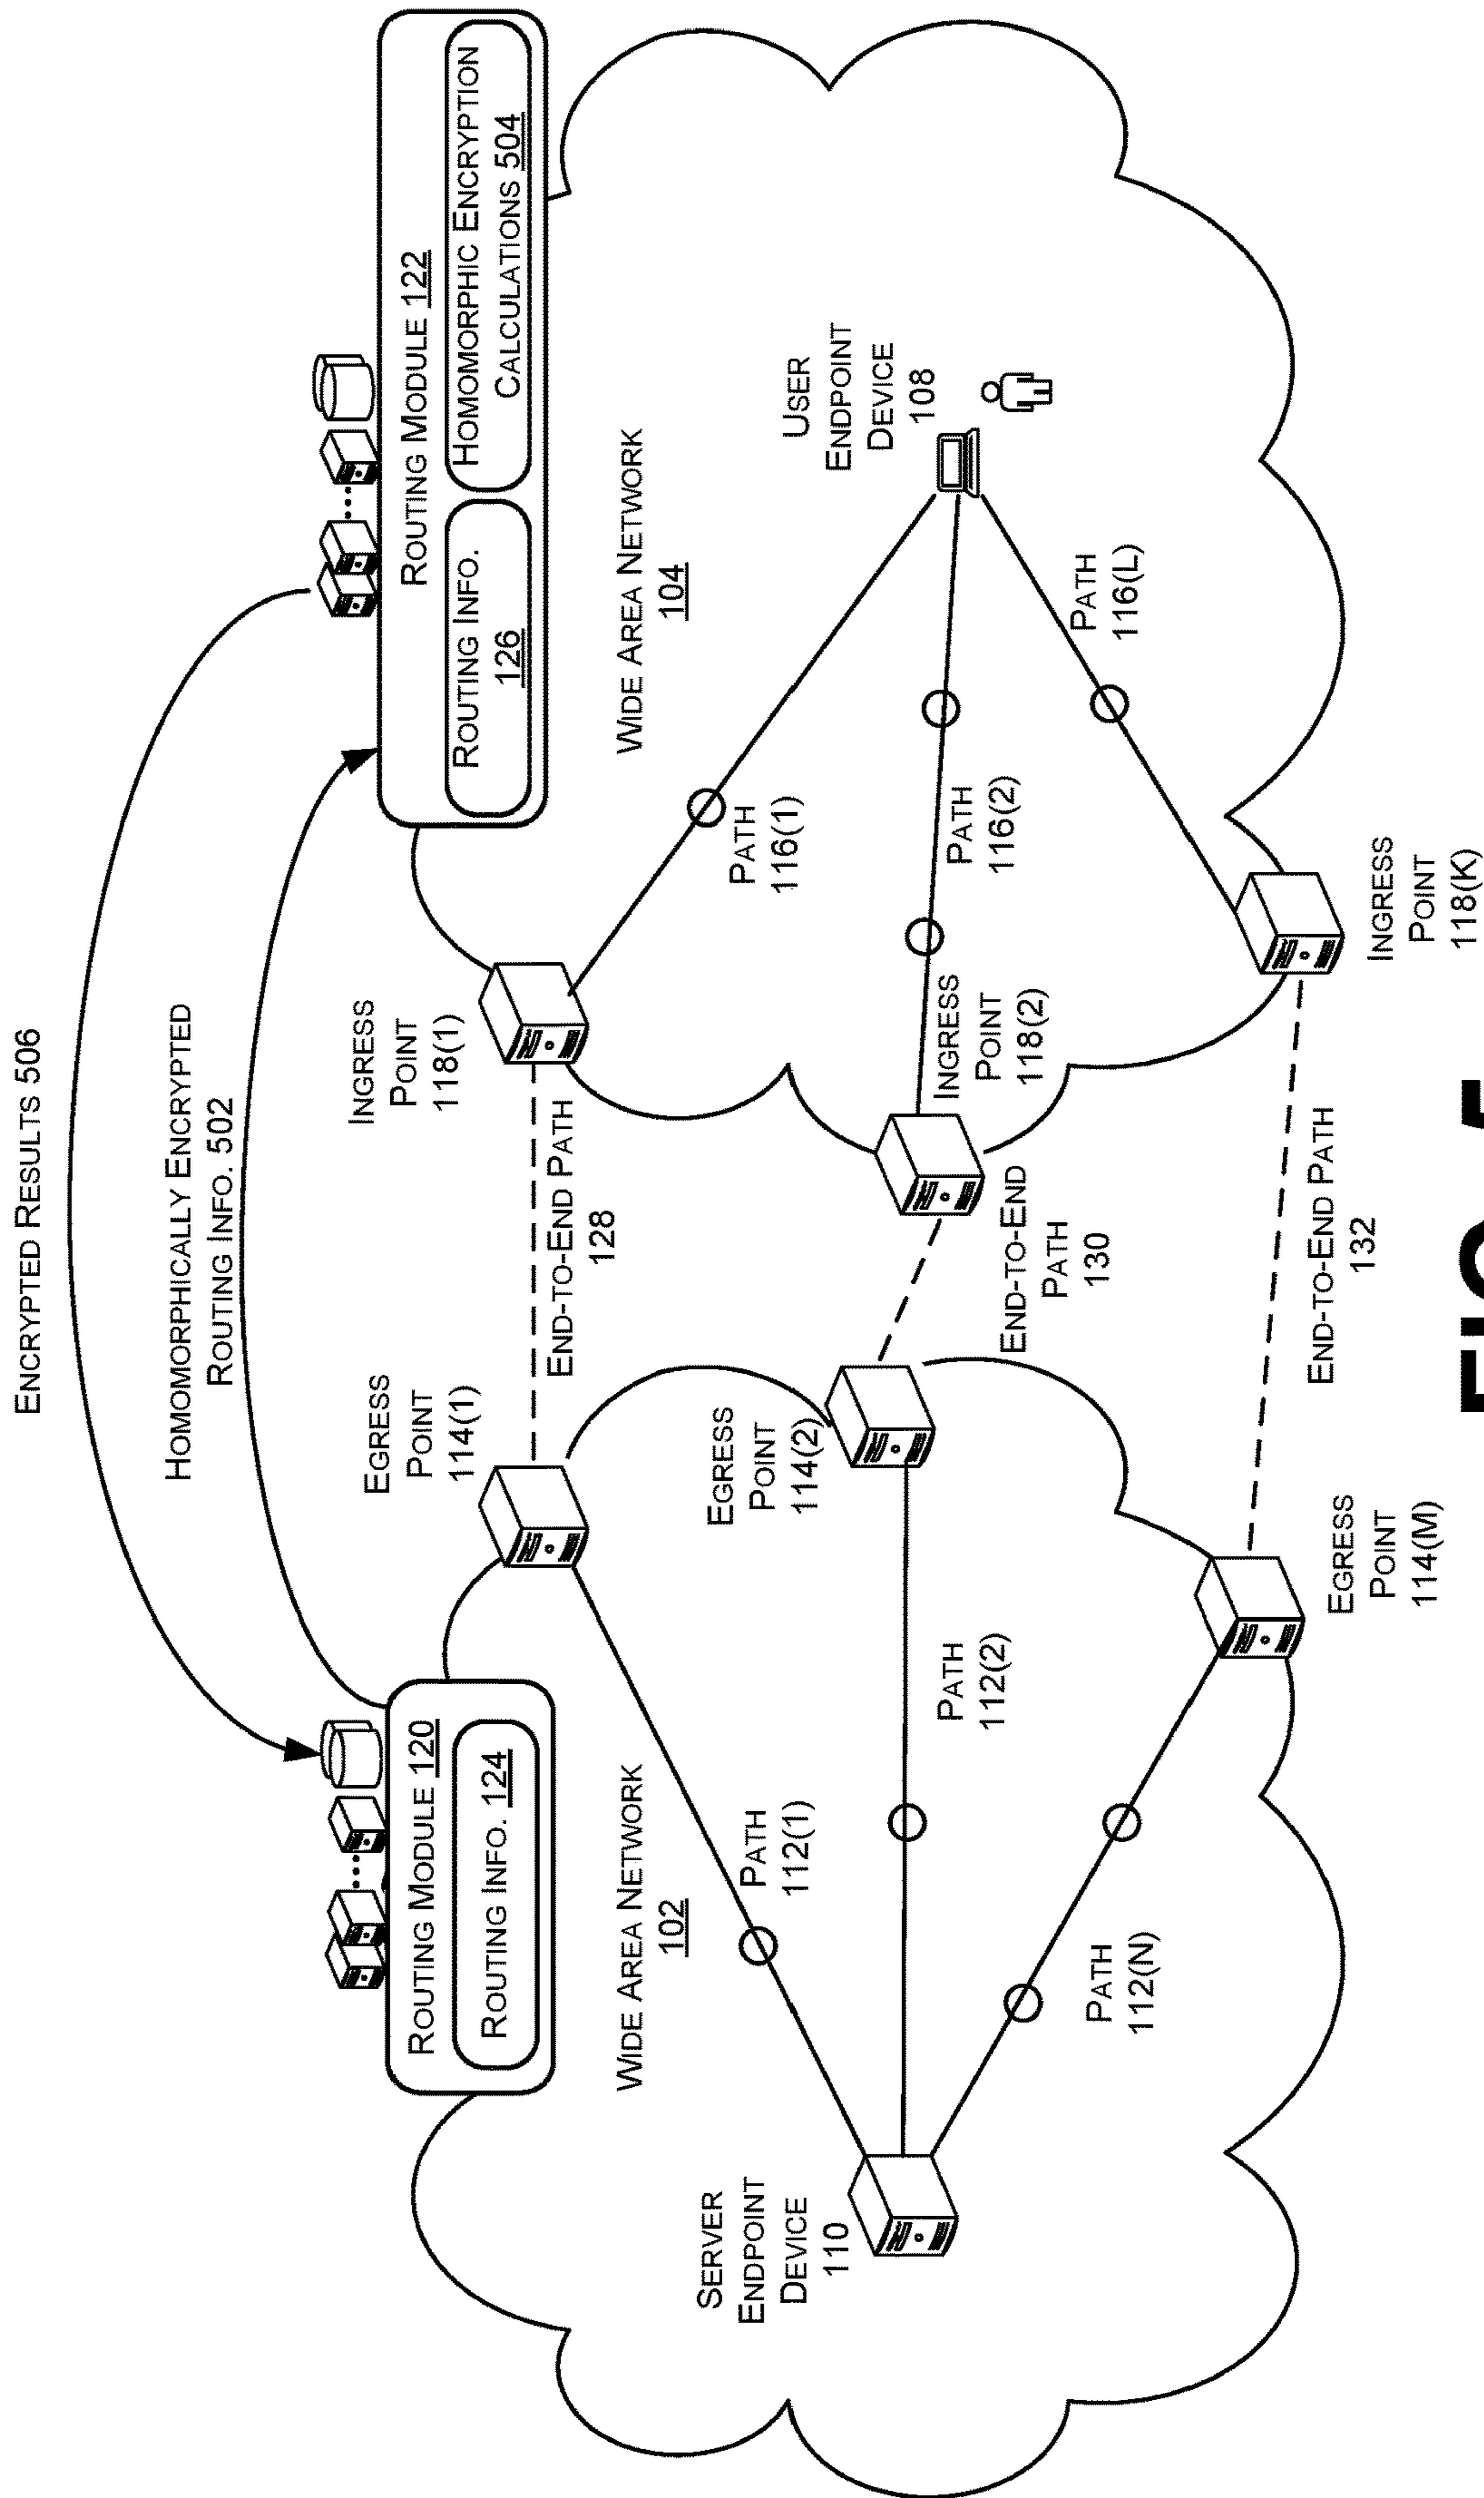 ENCRYPTED RESULTS 506
HOMOMORPHICALLY ENCRYPTED
ROUTING INFO. 502
ROUTING MODULE 120
ROUTING INFO. 124
ROUTING MODULE 122
ROUTING INFO.
126
HOMOMORPHIC ENCRYPTION
CALCULATIONS 504
EGRESS
POINT
114(1)
INGRESS
POINT
118(1)
END-TO-END PATH
128
WIDE AREA NETWORK
102
WIDE AREA NETWORK
104
SERVER
ENDPOINT
DEVICE
110
PATH
112(1)
EGRESS
POINT
114(2)
PATH
116(1)
USER
ENDPOINT
DEVICE
108
PATH
112(2)
INGRESS
POINT
118(2)
PATH
116(2)
END-TO-END
PATH
130
PATH
112(N)
PATH
116(L)
EGRESS
POINT
114(M)
END-TO-END PATH
132
INGRESS
POINT
118(K)